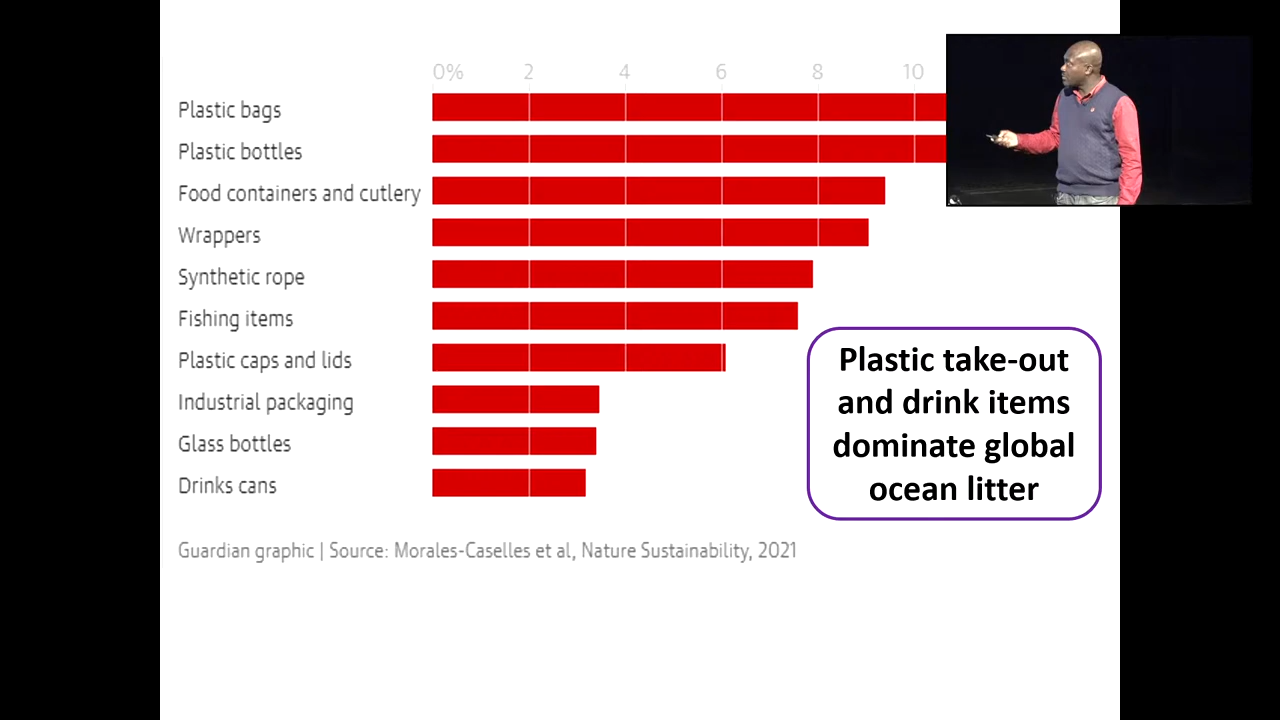 0% 2 4 6 8 10
Plastic bags
Plastic bottles
Food containers and cutlery
Wrappers
Synthetic rope
Fishing items
Plastic caps and lids
Industrial packaging
Glass bottles
Drinks cans
Plastic take-out
and drink items
dominate global
ocean litter
Guardian graphic | Source: Morales-Caselles et al, Nature Sustainability, 2021